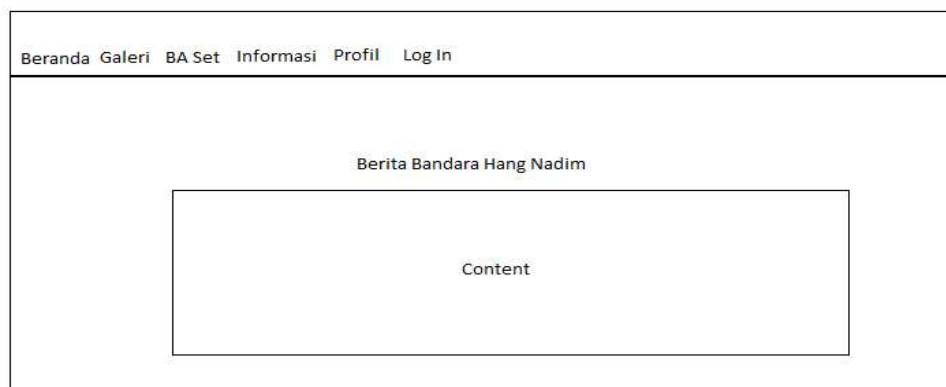 Beranda Galeri BA Set Informasi Profil Log In
Berita Bandara Hang Nadim
Content